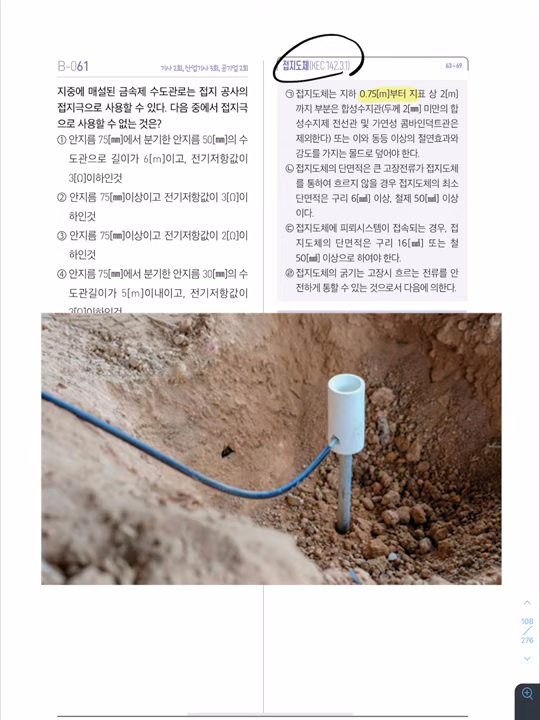 B-061
기사 2회, 산업기사 3회, 공기업 2회
지중에 매설된 금속제 수도관로는 접지 공사의
접지극으로 사용할 수 있다. 다음 중에서 접지극
으로 사용할 수 없는 것은?
① 안지름 75[㎜]에서 분기한 안지름 50[㎜]의 수
도관으로 길이가 6[m]이고, 전기저항값이
3[Ω]이하인것
② 안지름 75[㎜]이상이고 전기저항값이 3[Ω]이
하인것
③ 안지름 75[㎜]이상이고 전기저항값이 2[Ω]이
하인것
④ 안지름 75[㎜]에서 분기한 안지름 30[㎜]의 수
도관길이가 5[m]이내이고, 전기저항값이
3[Ω]이하인것
접지도체(KEC 142.3.1)
63-69
㉠ 접지도체는 지하 0.75[m]부터 지표 상 2[m]
까지 부분은 합성수지관(두께 2[㎜] 미만의 합
성수지제 전선관 및 가연성 콤바인덕트관은
제외한다) 또는 이와 동등 이상의 절연효과와
강도를 가지는 몰드로 덮어야 한다.
㉡ 접지도체의 단면적은 큰 고장전류가 접지도체
를 통하여 흐르지 않을 경우 접지도체의 최소
단면적은 구리 6[㎟] 이상, 철제 50[㎟] 이상
이다.
㉢ 접지도체에 피뢰시스템이 접속되는 경우, 접
지도체의 단면적은 구리 16[㎟] 또는 철
50[㎟] 이상으로 하여야 한다.
㉣ 접지도체의 굵기는 고장시 흐르는 전류를 안
전하게 통할 수 있는 것으로서 다음에 의한다.
108
276